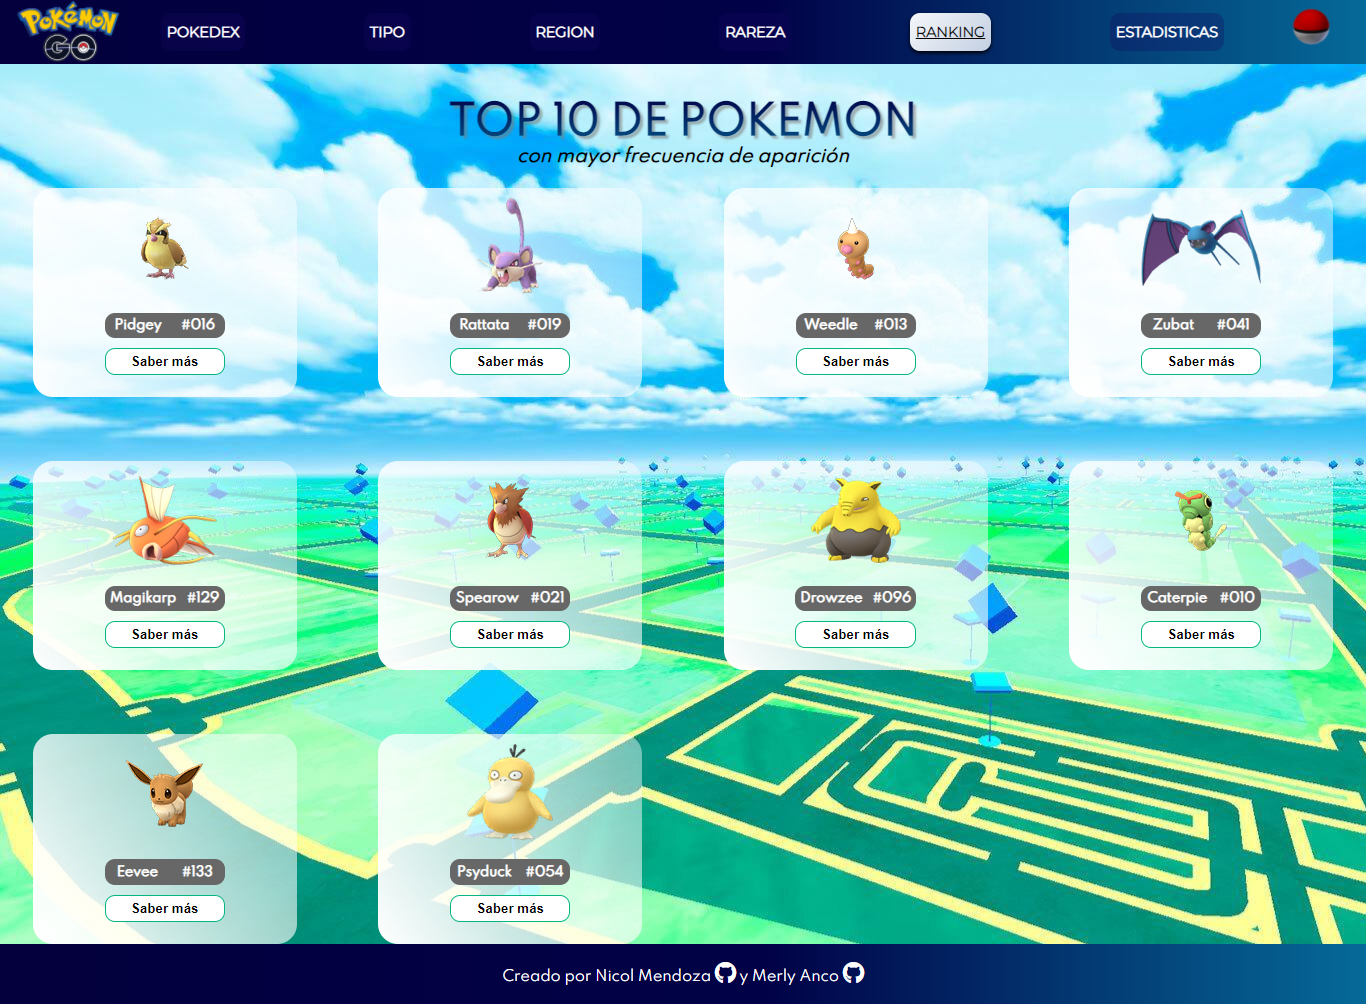 Pokémon
GO
POKEDEX TIPO REGION RAREZA RANKING ESTADISTICAS
TOP 10 DE POKEMON
con mayor frecuencia de aparición
Pidgey #016 Rattata #019 Weedle #013 Zubat #041
Saber más Saber más Saber más Saber más
Magikarp #129 Spearow #021 Drowzee #096 Caterpie #010
Saber más Saber más Saber más Saber más
Eevee #133 Psyduck #054
Saber más Saber más
Creado por Nicol Mendoza y Merly Anco